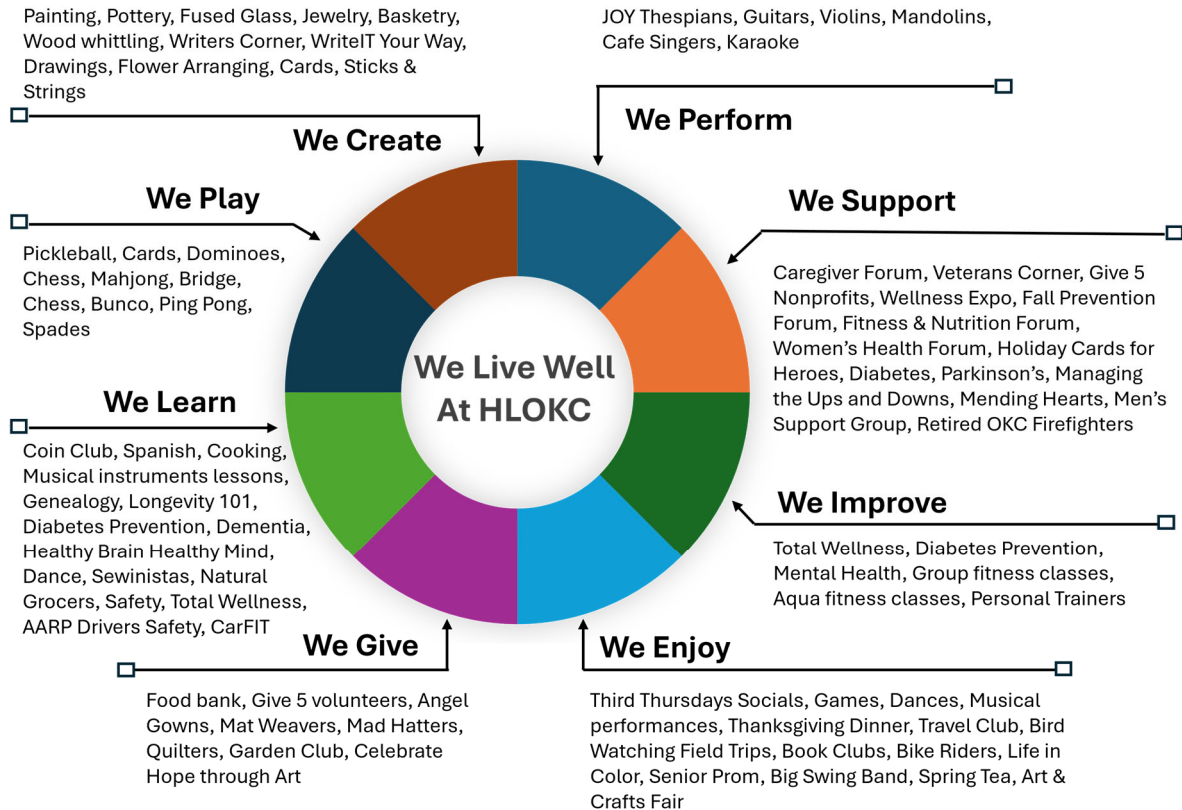 Painting, Pottery, Fused Glass, Jewelry, Basketry,
Wood whittling, Writers Corner, WriteIT Your Way,
Drawings, Flower Arranging, Cards, Sticks &
Strings
We Create
JOY Thespians, Guitars, Violins, Mandolins,
Cafe Singers, Karaoke
We Perform
We Play
Pickleball, Cards, Dominoes,
Chess, Mahjong, Bridge,
Chess, Bunco, Ping Pong,
Spades
We Support
Caregiver Forum, Veterans Corner, Give 5
Nonprofits, Wellness Expo, Fall Prevention
Forum, Fitness & Nutrition Forum,
Women’s Health Forum, Holiday Cards for
Heroes, Diabetes, Parkinson’s, Managing
the Ups and Downs, Mending Hearts, Men’s
Support Group, Retired OKC Firefighters
We Live Well
At HLOKC
We Learn
Coin Club, Spanish, Cooking,
Musical instruments lessons,
Genealogy, Longevity 101,
Diabetes Prevention, Dementia,
Healthy Brain Healthy Mind,
Dance, Sewinistas, Natural
Grocers, Safety, Total Wellness,
AARP Drivers Safety, CarFIT
We Improve
Total Wellness, Diabetes Prevention,
Mental Health, Group fitness classes,
Aqua fitness classes, Personal Trainers
We Give
Food bank, Give 5 volunteers, Angel
Gowns, Mat Weavers, Mad Hatters,
Quilters, Garden Club, Celebrate
Hope through Art
We Enjoy
Third Thursdays Socials, Games, Dances, Musical
performances, Thanksgiving Dinner, Travel Club, Bird
Watching Field Trips, Book Clubs, Bike Riders, Life in
Color, Senior Prom, Big Swing Band, Spring Tea, Art &
Crafts Fair